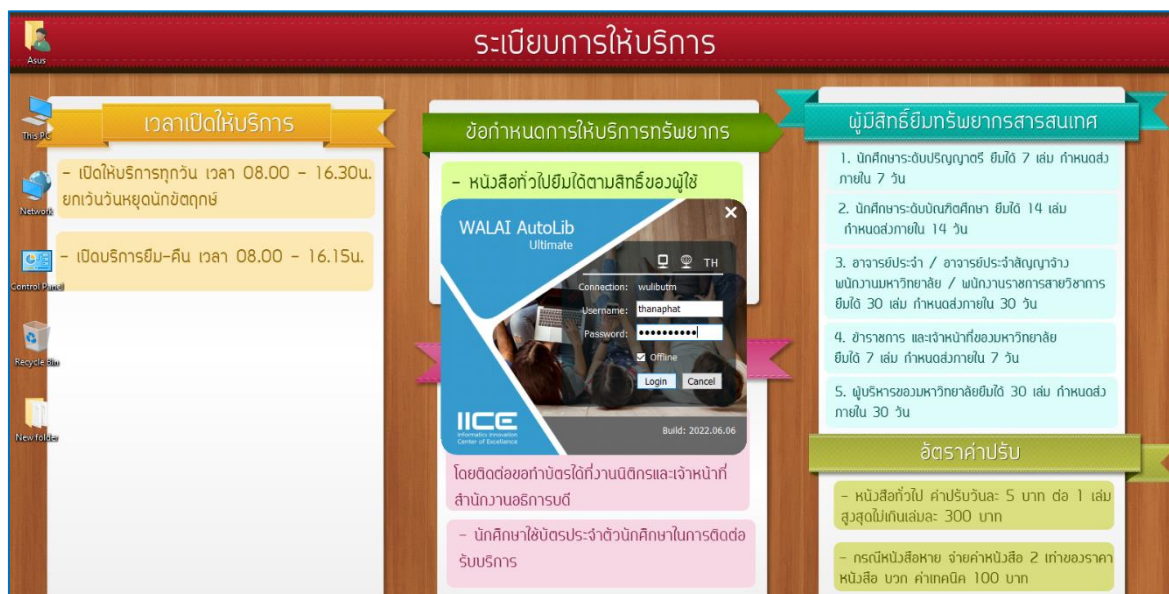 ระเบียบการให้บริการ
Asus
This PC
Network
Control Panel
Recycle Bin
New folder
เวลาเปิดให้บริการ
- เปิดให้บริการทุกวัน เวลา 08.00 - 16.30น.
ยกเว้นวันหยุดนักขัตฤกษ์
- เปิดบริการยืม-คืน เวลา 08.00 - 16.15น.
ข้อกำหนดการให้บริการทรัพยากร
- หนังสือทั่วไปยืมได้ตามสิทธิ์ของผู้ใช้
WALAI AutoLib
Ultimate
TH
Connection: wulibutm
Username: thanaphat
Password: ••••••••••
Offline
Login Cancel
IICE
Informatics Innovation
Center of Excellence
Build: 2022.06.06
โดยติดต่อขอทำบัตรได้ที่งานนิติกรและเจ้าหน้าที่
สำนักงานอธิการบดี
- นักศึกษาใช้บัตรประจำตัวนักศึกษาในการติดต่อ
รับบริการ
ผู้มีสิทธิ์ยืมทรัพยากรสารสนเทศ
1. นักศึกษาระดับปริญญาตรี ยืมได้ 7 เล่ม กำหนดส่ง
ภายใน 7 วัน
2. นักศึกษาระดับบัณฑิตศึกษา ยืมได้ 14 เล่ม
กำหนดส่งภายใน 14 วัน
3. อาจารย์ประจำ / อาจารย์ประจำสัญญาจ้าง
พนักงานมหาวิทยาลัย / พนักงานราชการสายวิชาการ
ยืมได้ 30 เล่ม กำหนดส่งภายใน 30 วัน
4. ข้าราชการ และเจ้าหน้าที่ของมหาวิทยาลัย
ยืมได้ 7 เล่ม กำหนดส่งภายใน 7 วัน
5. ผู้บริหารของมหาวิทยาลัยยืมได้ 30 เล่ม กำหนดส่ง
ภายใน 30 วัน
อัตราค่าปรับ
- หนังสือทั่วไป ค่าปรับวันละ 5 บาท ต่อ 1 เล่ม
สูงสุดไม่เกินเล่มละ 300 บาท
- กรณีหนังสือหาย จ่ายค่าหนังสือ 2 เท่าของราคา
หนังสือ บวก ค่าเทคนิค 100 บาท